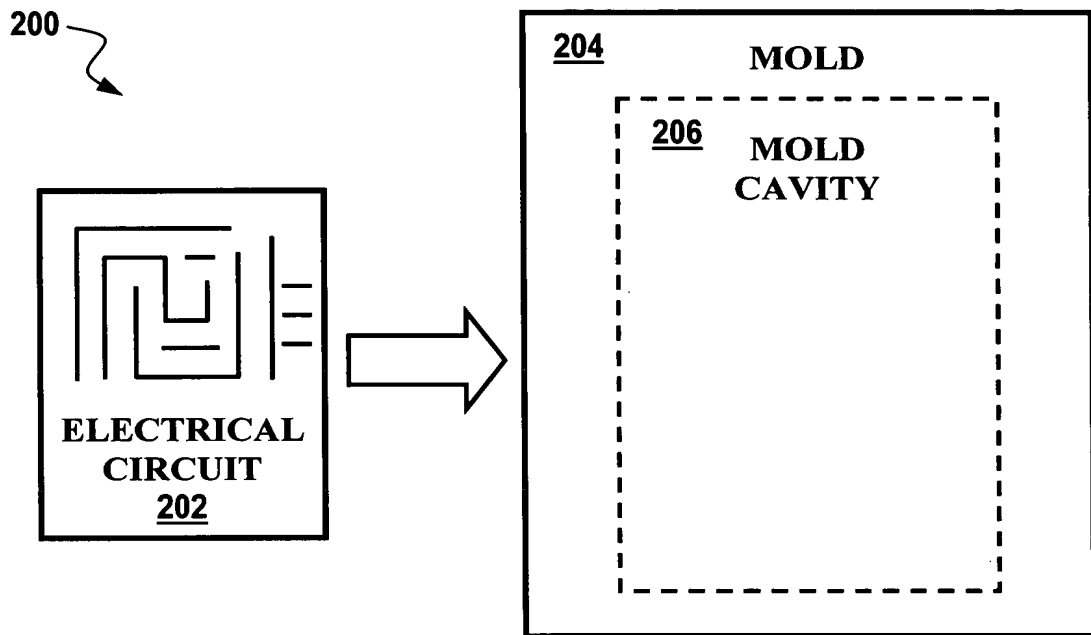 200
204
MOLD
206
MOLD
CAVITY
ELECTRICAL
CIRCUIT
202